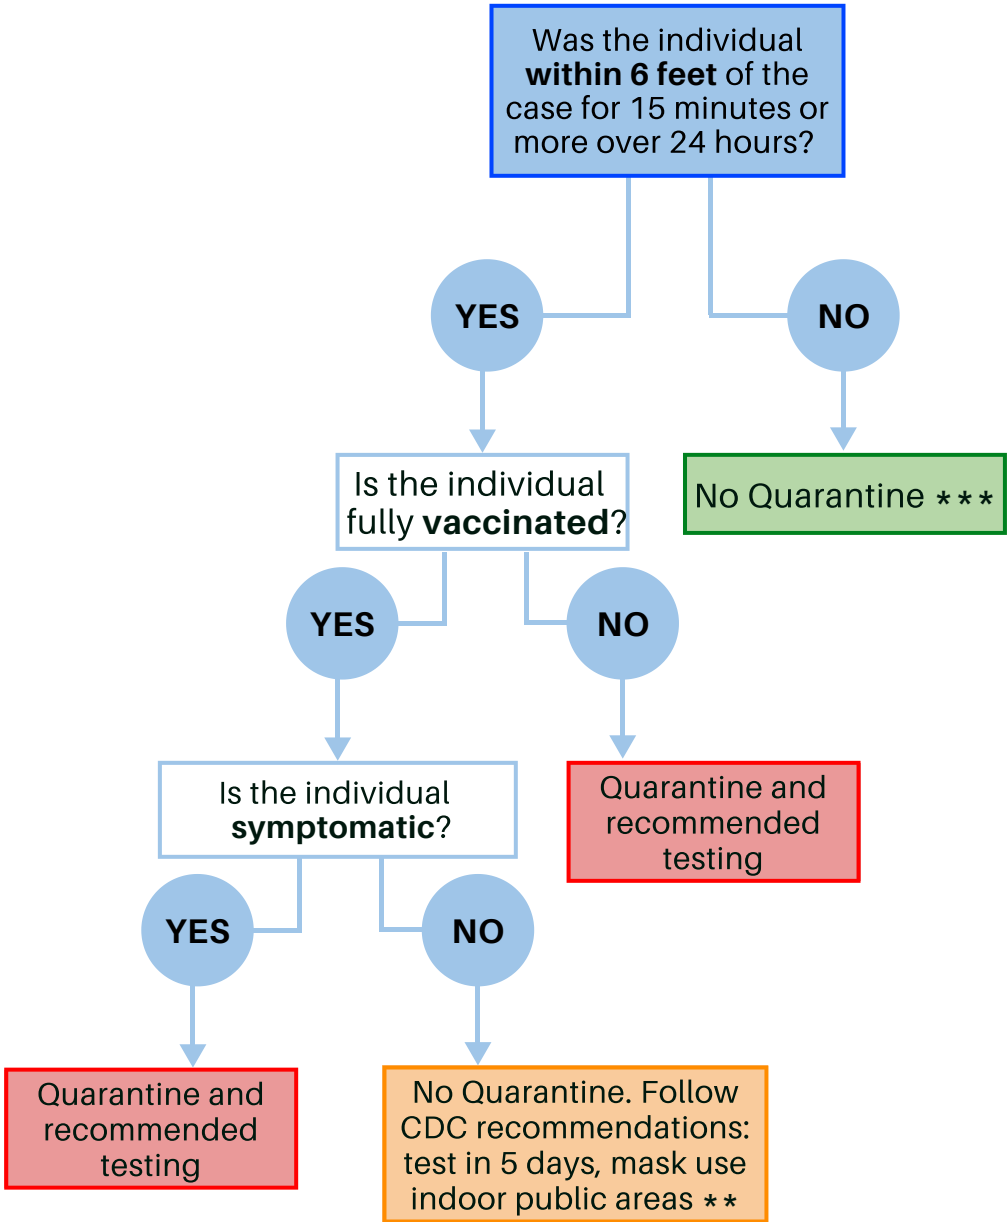 Was the individual
within 6 feet of the
case for 15 minutes or
more over 24 hours?
YES
NO
Is the individual
fully vaccinated?
No Quarantine ***
YES
NO
Is the individual
symptomatic?
Quarantine and
recommended
testing
YES
NO
Quarantine and
recommended
testing
No Quarantine. Follow
CDC recommendations:
test in 5 days, mask use
indoor public areas **